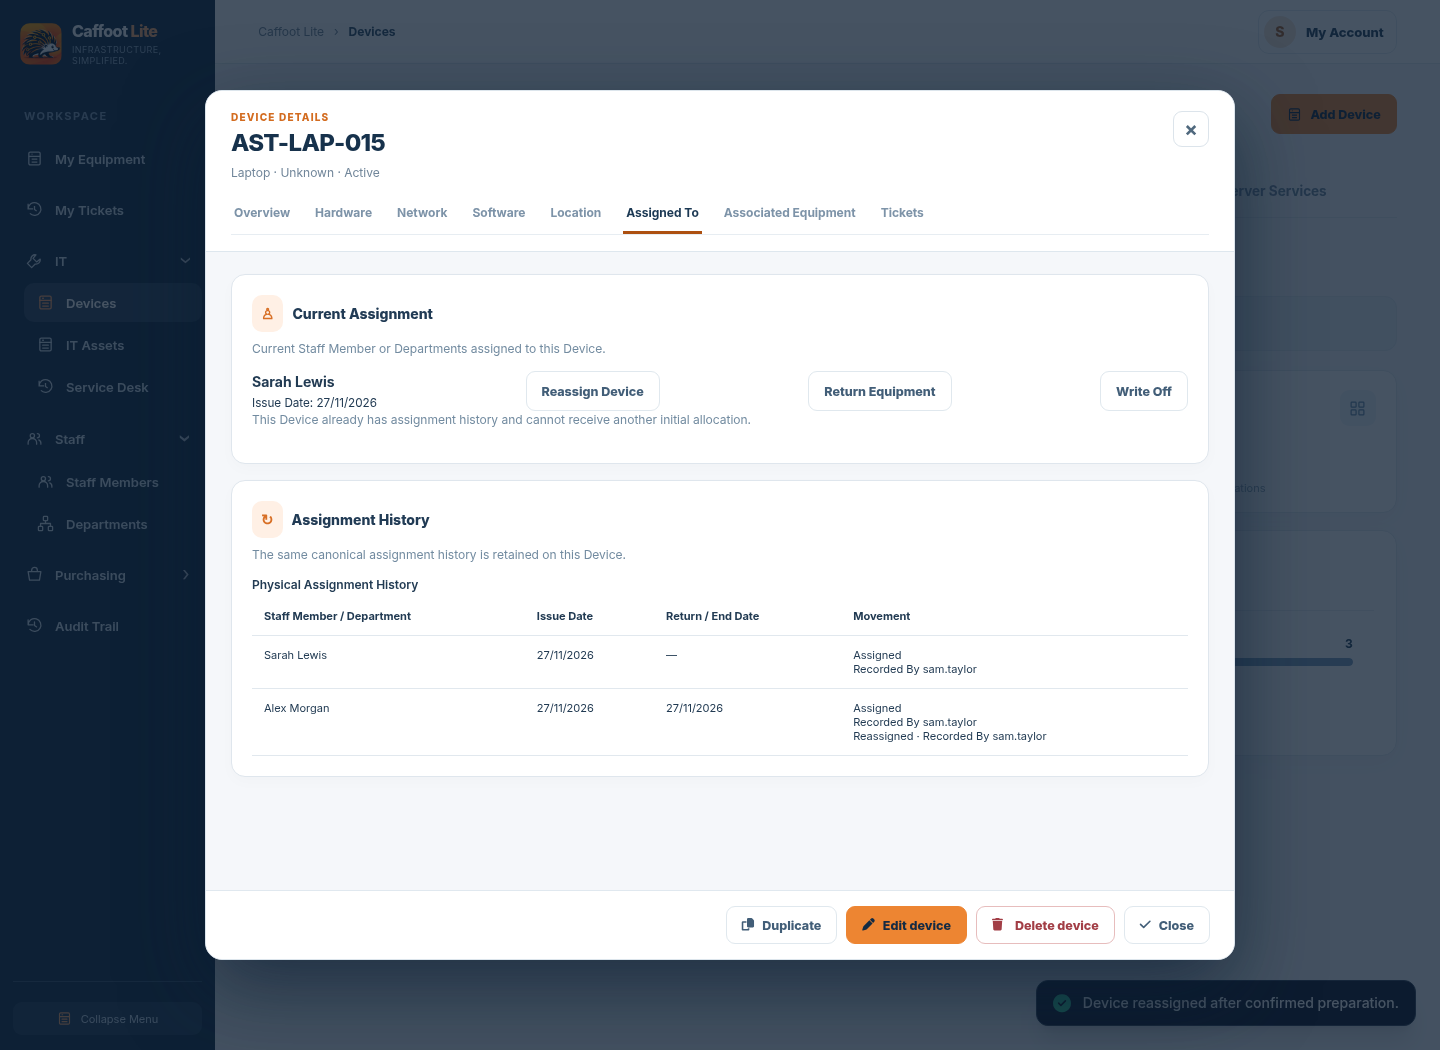 Caffoot Lite
INFRASTRUCTURE,
SIMPLIFIED.
WORKSPACE
My Equipment
My Tickets
IT
Devices
IT Assets
Service Desk
Staff
Staff Members
Departments
Purchasing
Audit Trail
Collapse Menu
Caffoot Lite › Devices
S My Account
Add Device
Server Services
3
DEVICE DETAILS
AST-LAP-015
Laptop · Unknown · Active
Overview Hardware Network Software Location Assigned To Associated Equipment Tickets
Current Assignment
Current Staff Member or Departments assigned to this Device.
Sarah Lewis
Issue Date: 27/11/2026
Reassign Device Return Equipment Write Off
This Device already has assignment history and cannot receive another initial allocation.
Assignment History
The same canonical assignment history is retained on this Device.
Physical Assignment History
Staff Member / Department Issue Date Return / End Date Movement
Sarah Lewis 27/11/2026 — Assigned
Recorded By sam.taylor
Alex Morgan 27/11/2026 27/11/2026 Assigned
Recorded By sam.taylor
Reassigned · Recorded By sam.taylor
Duplicate Edit device Delete device Close
Device reassigned after confirmed preparation.